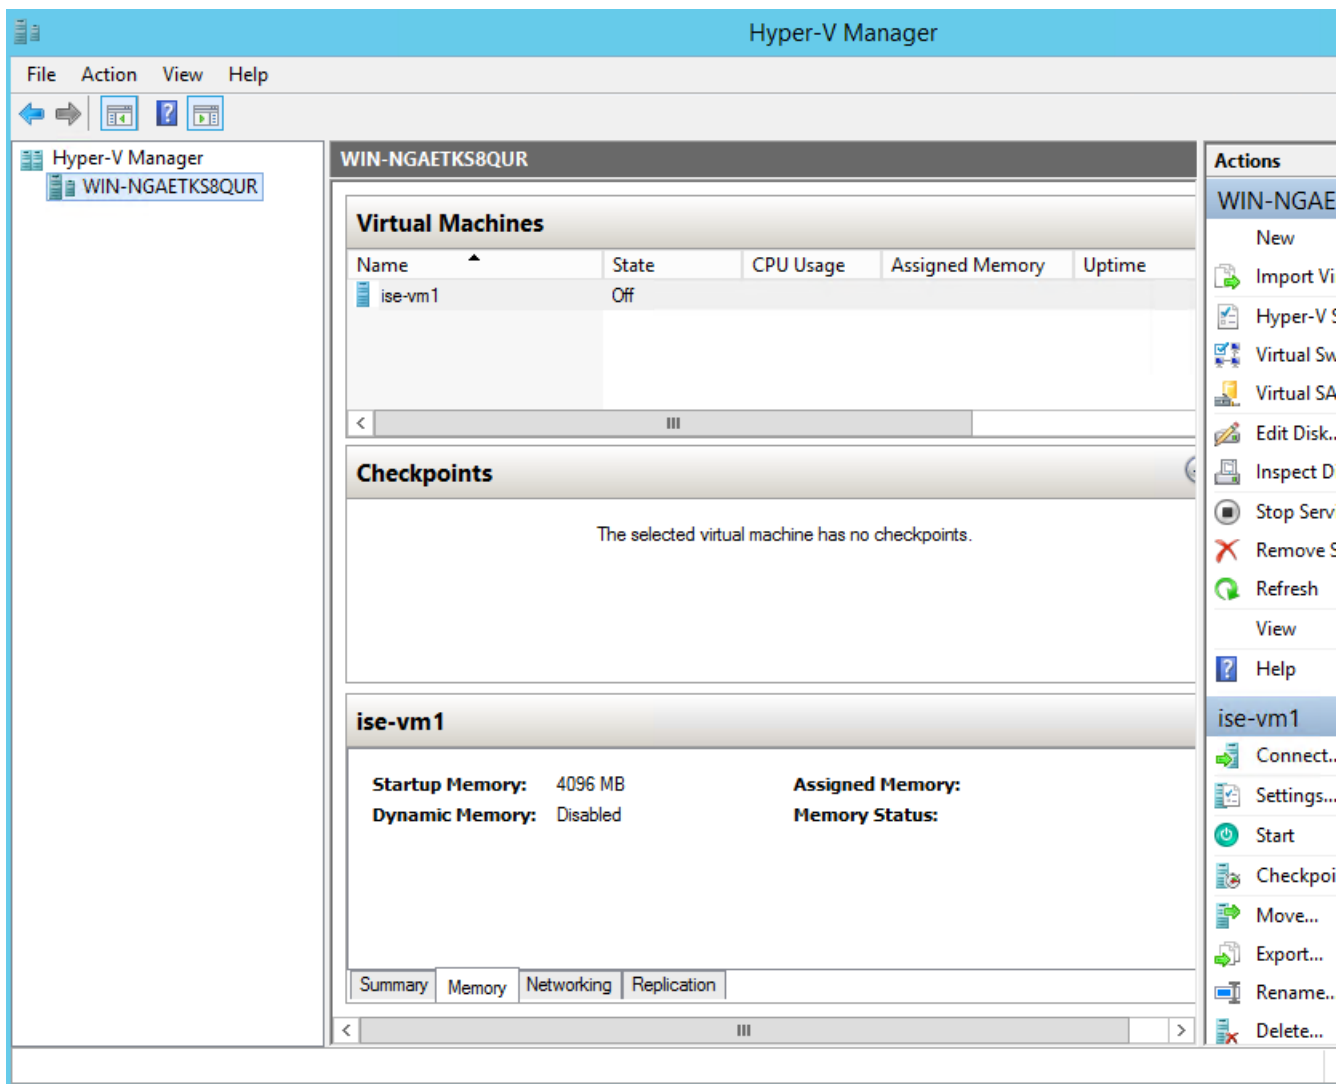 Hyper-V Manager
File Action View Help
Hyper-V Manager
WIN-NGAETKS8QUR
WIN-NGAETKS8QUR
Virtual Machines
Name State CPU Usage Assigned Memory Uptime
ise-vm1 Off
Checkpoints
The selected virtual machine has no checkpoints.
ise-vm1
Startup Memory: 4096 MB Assigned Memory:
Dynamic Memory: Disabled Memory Status:
Summary Memory Networking Replication
Actions
WIN-NGAE
New
Import Vi
Hyper-V S
Virtual Sw
Virtual SA
Edit Disk..
Inspect D
Stop Serv
Remove S
Refresh
View
Help
ise-vm1
Connect..
Settings...
Start
Checkpoi
Move...
Export...
Rename..
Delete...